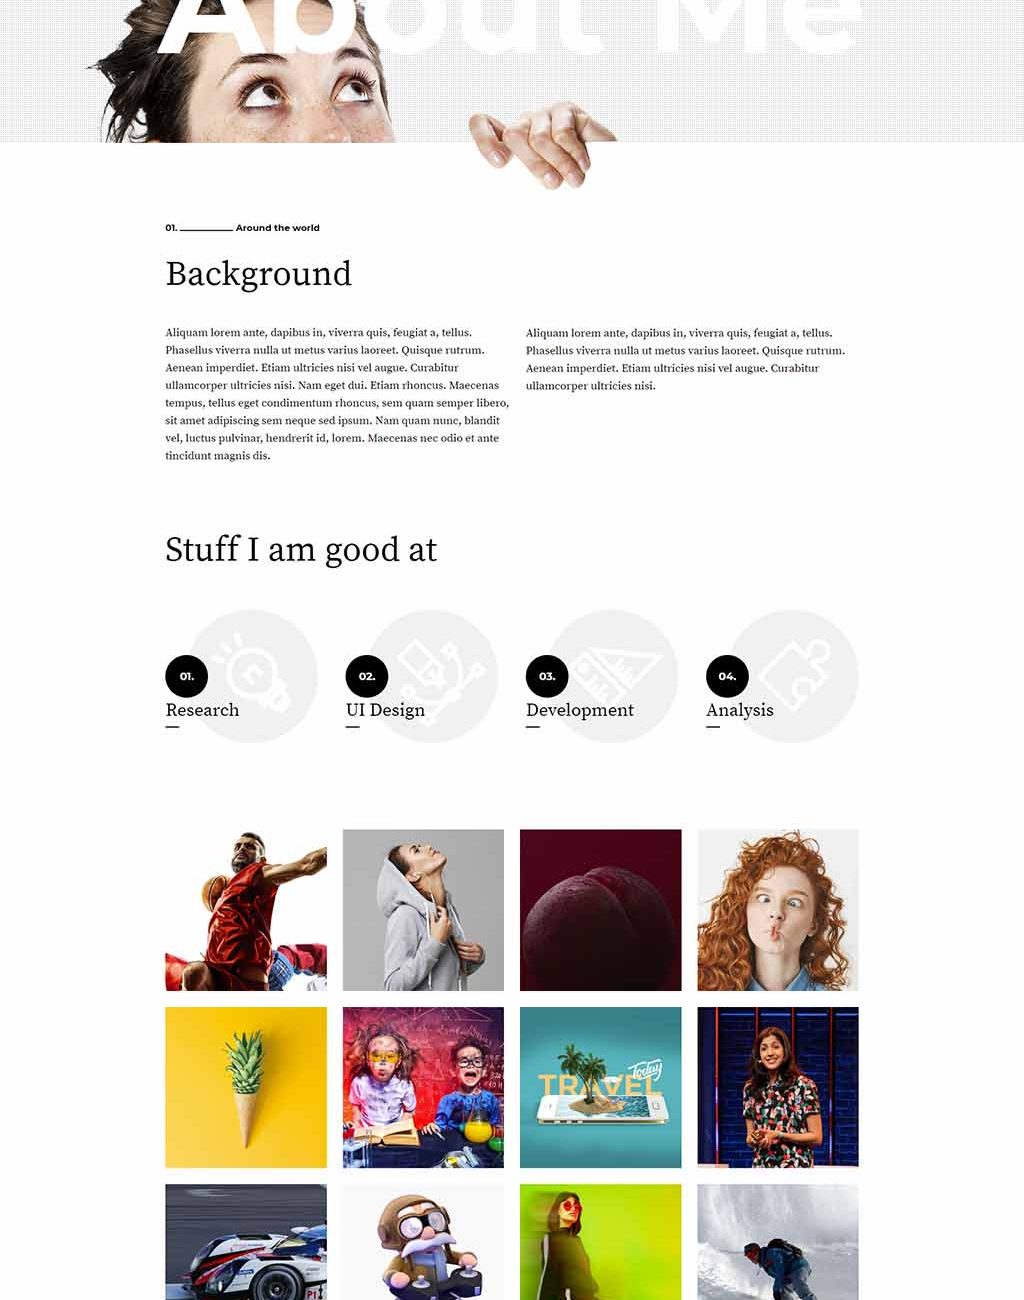 About Me
01. Around the world
Background
Aliquam lorem ante, dapibus in, viverra quis, feugiat a, tellus.
Phasellus viverra nulla ut metus varius laoreet. Quisque rutrum.
Aenean imperdiet. Etiam ultricies nisi vel augue. Curabitur
ullamcorper ultricies nisi. Nam eget dui. Etiam rhoncus. Maecenas
tempus, tellus eget condimentum rhoncus, sem quam semper libero,
sit amet adipiscing sem neque sed ipsum. Nam quam nunc, blandit
vel, luctus pulvinar, hendrerit id, lorem. Maecenas nec odio et ante
tincidunt magnis dis.
Aliquam lorem ante, dapibus in, viverra quis, feugiat a, tellus.
Phasellus viverra nulla ut metus varius laoreet. Quisque rutrum.
Aenean imperdiet. Etiam ultricies nisi vel augue. Curabitur
ullamcorper ultricies nisi.
Stuff I am good at
01.
Research
02.
UI Design
03.
Development
04.
Analysis
Today
TRAVEL
P1